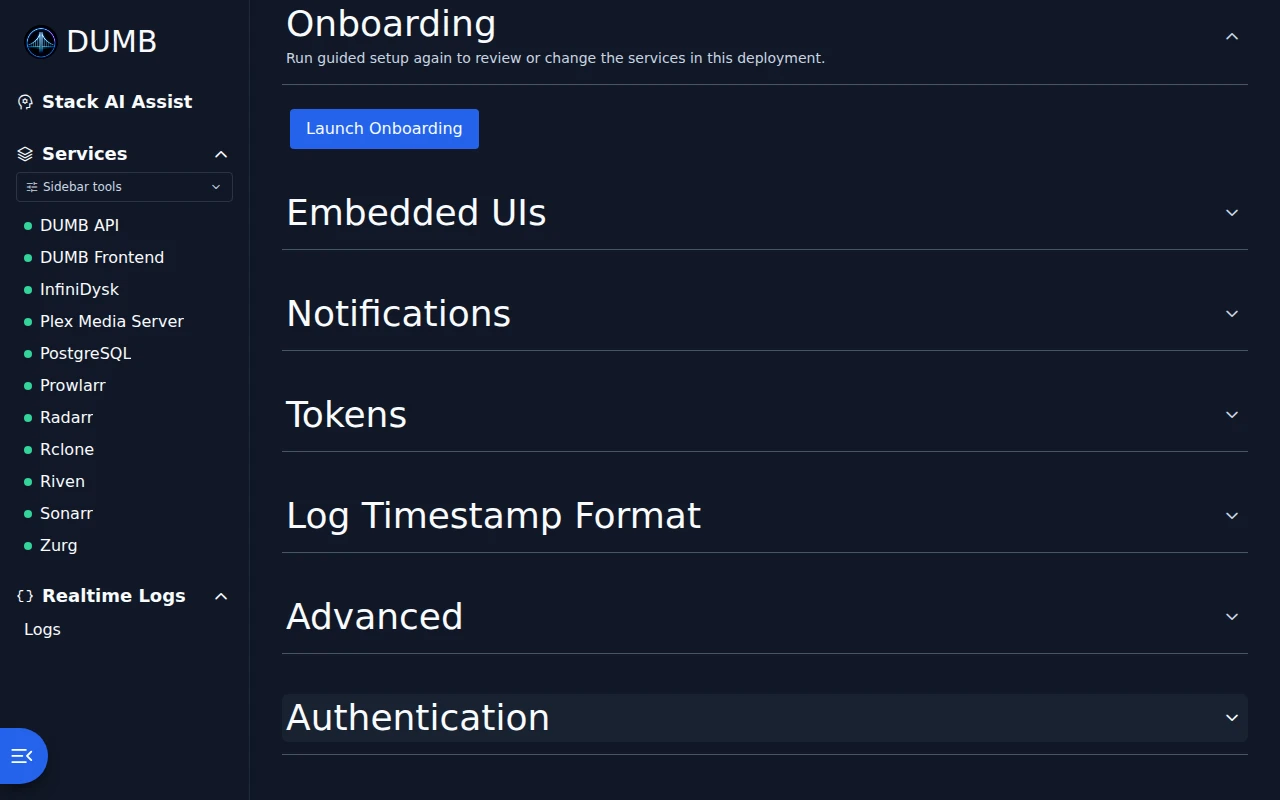 DUMB
Stack AI Assist
Services
Sidebar tools
DUMB API
DUMB Frontend
InfiniDysk
Plex Media Server
PostgreSQL
Prowlarr
Radarr
Rclone
Riven
Sonarr
Zurg
Realtime Logs
Logs
Onboarding
Run guided setup again to review or change the services in this deployment.
Launch Onboarding
Embedded UIs
Notifications
Tokens
Log Timestamp Format
Advanced
Authentication